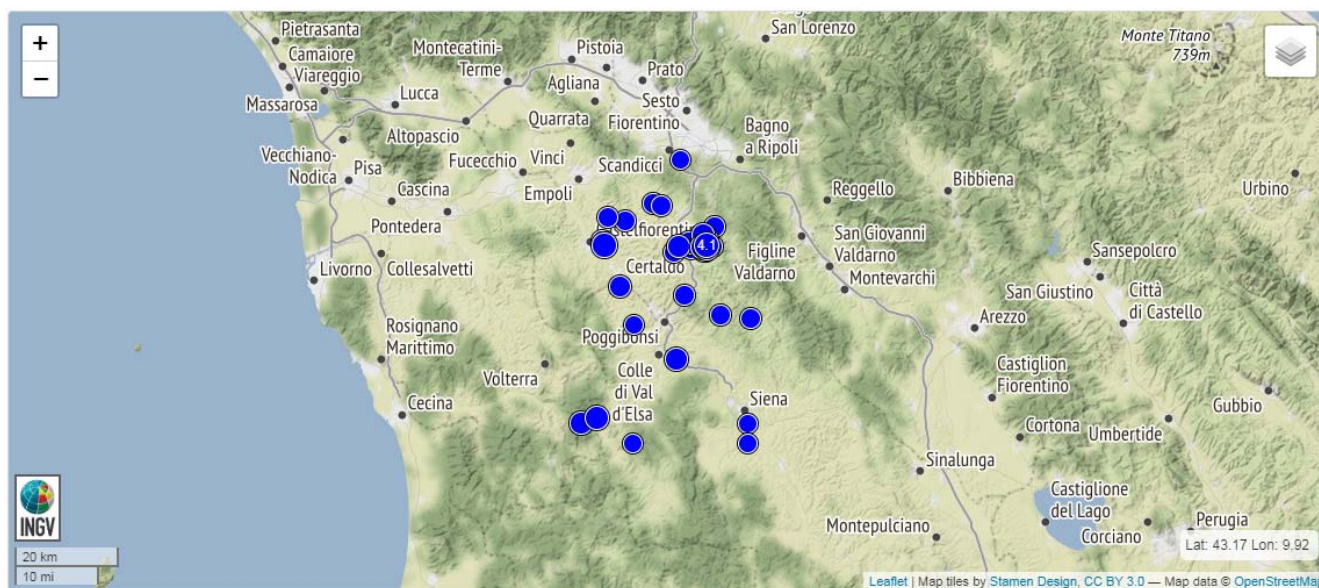 +
−
Pietrasanta
Camaiore
Viareggio
Massarosa
Montecatini-
Terme
Pistoia
Agliana
Prato
San Lorenzo
Monte Titano
739m
Lucca
Altopascio
Quarrata
Sesto
Fiorentino
Bagno
a Ripoli
Vecchiano-
Nodica
Pisa
Fucecchio
Vinci
Scandicci
Cascina
Empoli
Reggello
Bibbiena
Urbino
Pontedera
Livorno
Collesalvetti
4.1
Certaldo
Figline
Valdarno
San Giovanni
Valdarno
Montevarchi
Sansepolcro
San Giustino
Città
di Castello
Arezzo
Rosignano
Marittimo
Poggibonsi
Volterra
Colle
di Val
d'Elsa
Siena
Castiglion
Fiorentino
Cecina
Cortona
Umbertide
Gubbio
Sinalunga
Castiglione
del Lago
Montepulciano
Corciano
Perugia
INGV
20 km
10 mi
Lat: 43.17 Lon: 9.92
Leaflet | Map tiles by Stamen Design, CC BY 3.0 — Map data © OpenStreetMap